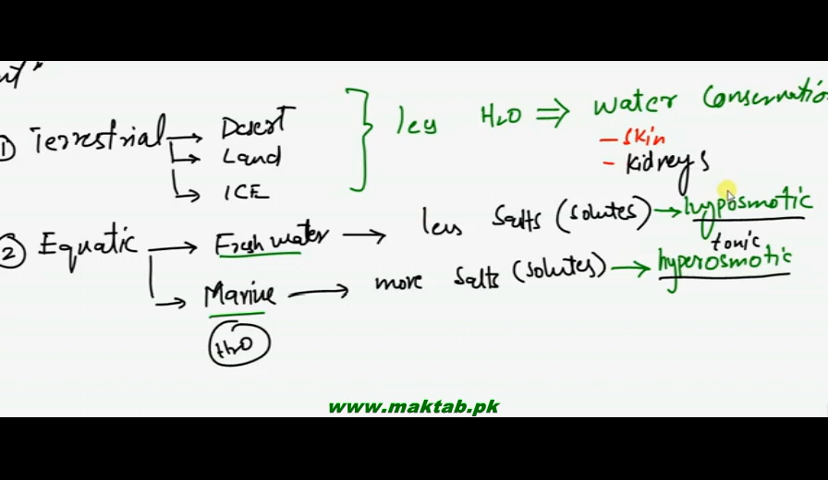 ① Terrestrial → Desert } less H₂O ⇒ water Conservation
→ Land - skin
→ ICE - kidneys
② Equatic → Fresh water → less Salts (solutes) → hyposmotic
tonic
→ Marine → more Salts (solutes) → hyperosmotic
H₂O
www.maktab.pk